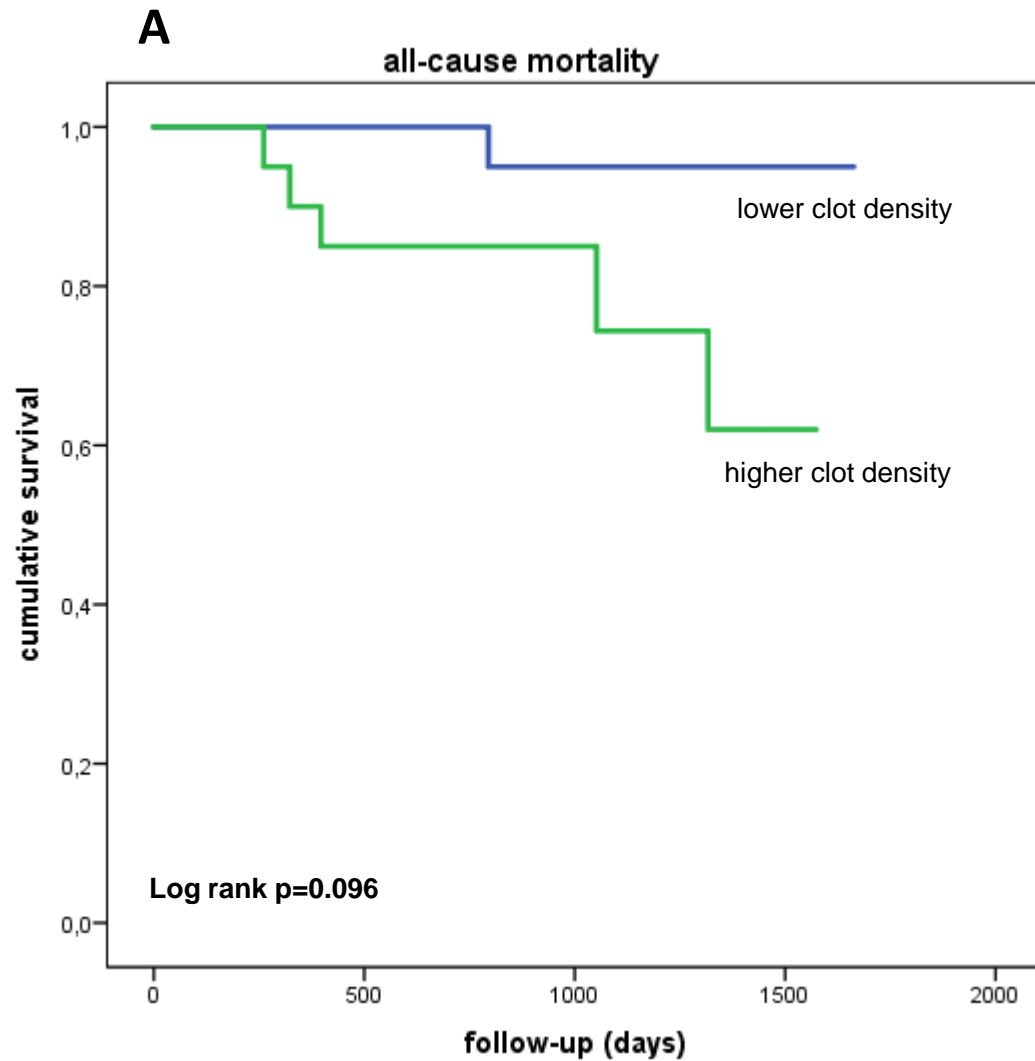 A
all-cause mortality
1,0
lower clot density
0,8
cumulative survival
0,6
higher clot density
0,4
0,2
Log rank p=0.096
0,0
0 500 1000 1500 2000
follow-up (days)